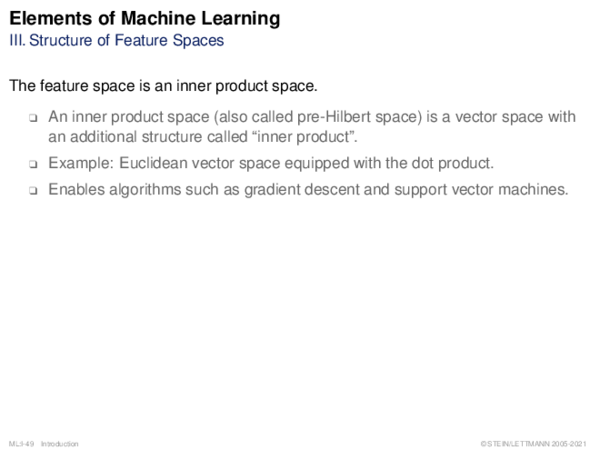 Elements of Machine Learning
III. Structure of Feature Spaces
The feature space is an inner product space.
❑ An inner product space (also called pre-Hilbert space) is a vector space with
an additional structure called “inner product”.
❑ Example: Euclidean vector space equipped with the dot product.
❑ Enables algorithms such as gradient descent and support vector machines.
ML:I-49 Introduction
© STEIN/LETTMANN 2005-2021